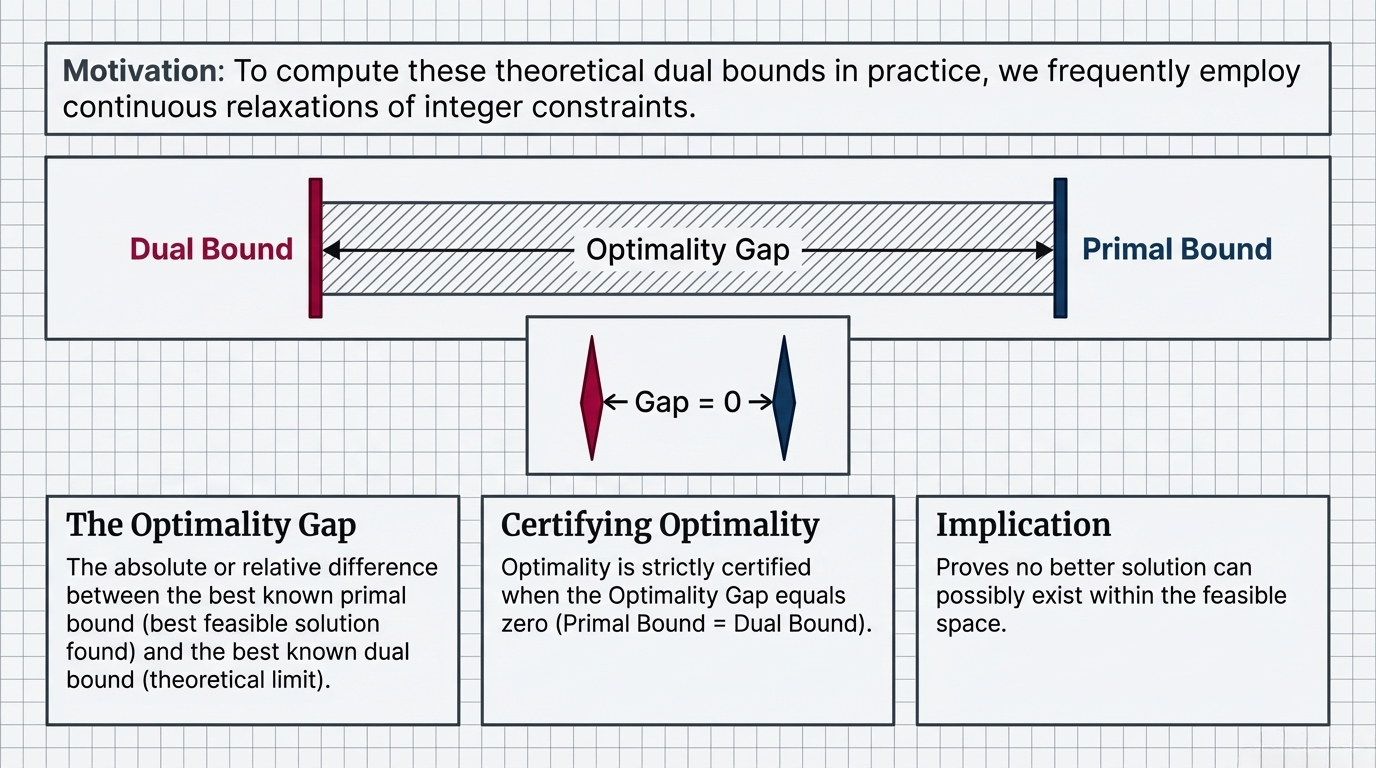 Motivation: To compute these theoretical dual bounds in practice, we frequently employ
continuous relaxations of integer constraints.
Dual Bound
Optimality Gap
Primal Bound
Gap = 0
The Optimality Gap
The absolute or relative difference
between the best known primal
bound (best feasible solution
found) and the best known dual
bound (theoretical limit).
Certifying Optimality
Optimality is strictly certified
when the Optimality Gap equals
zero (Primal Bound = Dual Bound).
Implication
Proves no better solution can
possibly exist within the feasible
space.